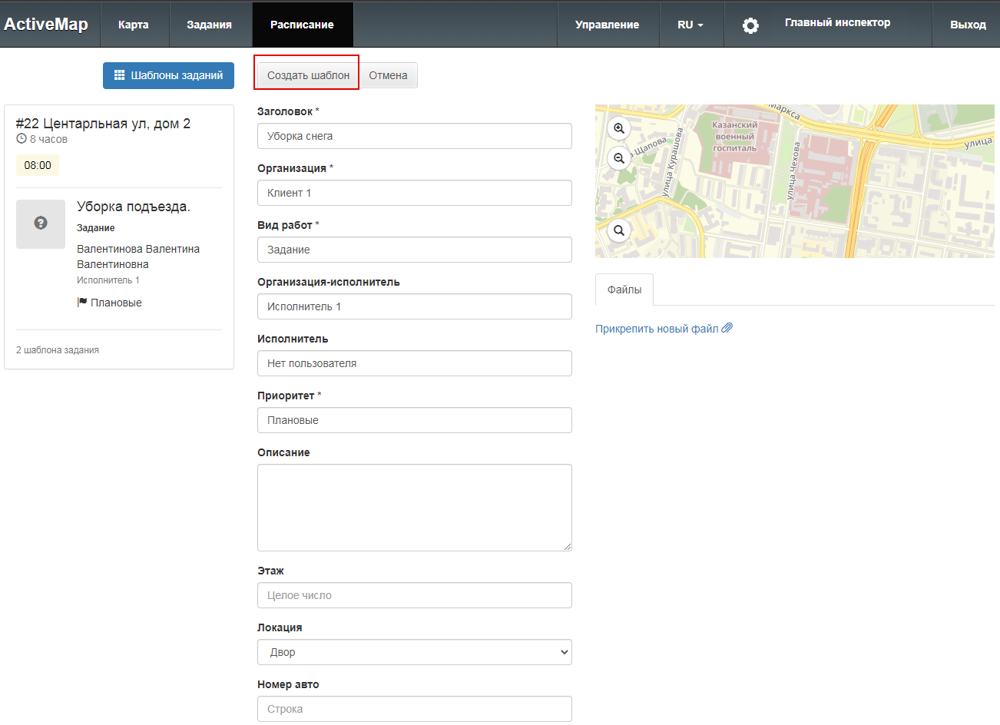 ActiveMap
Карта
Задания
Расписание
Управление
RU
Главный инспектор
Выход
Шаблоны заданий
Создать шаблон
Отмена
#22 Центарльная ул, дом 2
8 часов
08:00
Уборка подъезда.
Задание
Валентинова Валентина
Валентиновна
Исполнитель 1
Плановые
2 шаблона задания
Заголовок *
Уборка снега
Организация *
Клиент 1
Вид работ *
Задание
Организация-исполнитель
Исполнитель 1
Исполнитель
Нет пользователя
Приоритет *
Плановые
Описание
Этаж
Целое число
Локация
Двор
Номер авто
Строка
Маркса
Казанский
военный
госпиталь
а-Щапова
улица Курашова
улица Чехова
улица
Файлы
Прикрепить новый файл